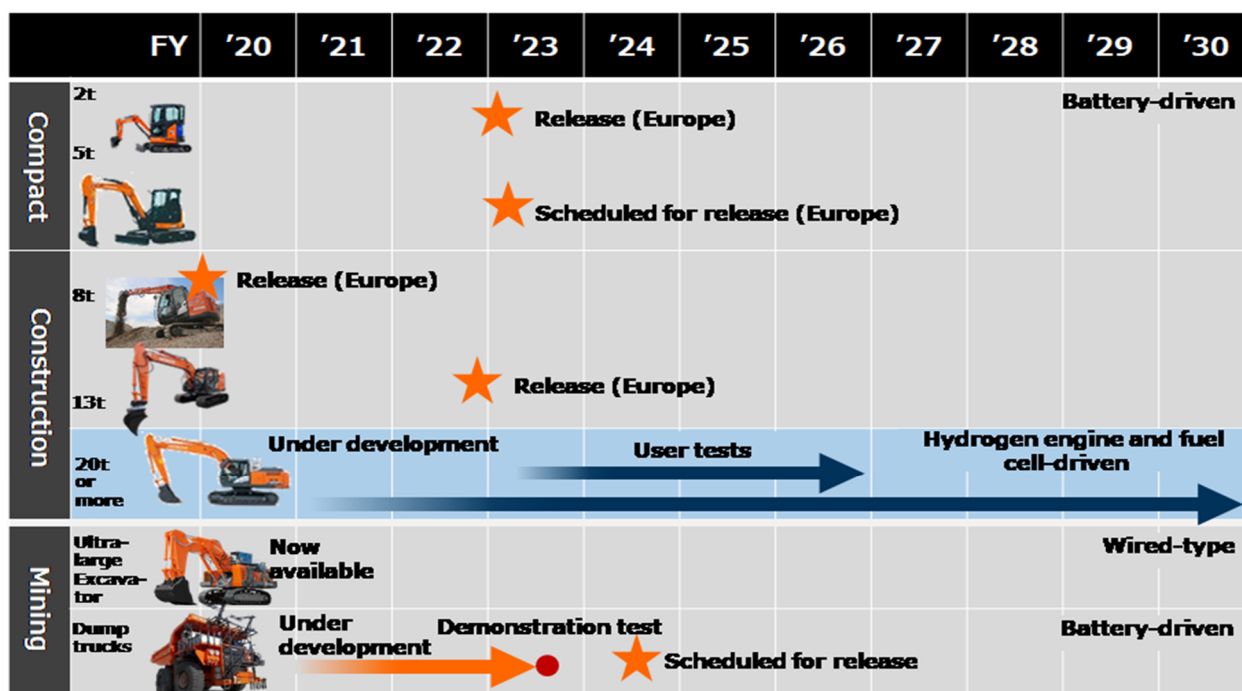 FY ’20 ’21 ’22 ’23 ’24 ’25 ’26 ’27 ’28 ’29 ’30
Compact
2t
Release (Europe)
Battery-driven
5t
Scheduled for release (Europe)
Construction
8t
Release (Europe)
13t
Release (Europe)
20t
or
more
Under development
User tests
Hydrogen engine and fuel
cell-driven
Mining
Ultra-
large
Excava-
tor
Now
available
Wired-type
Dump
trucks
Under
development
Demonstration test
Scheduled for release
Battery-driven